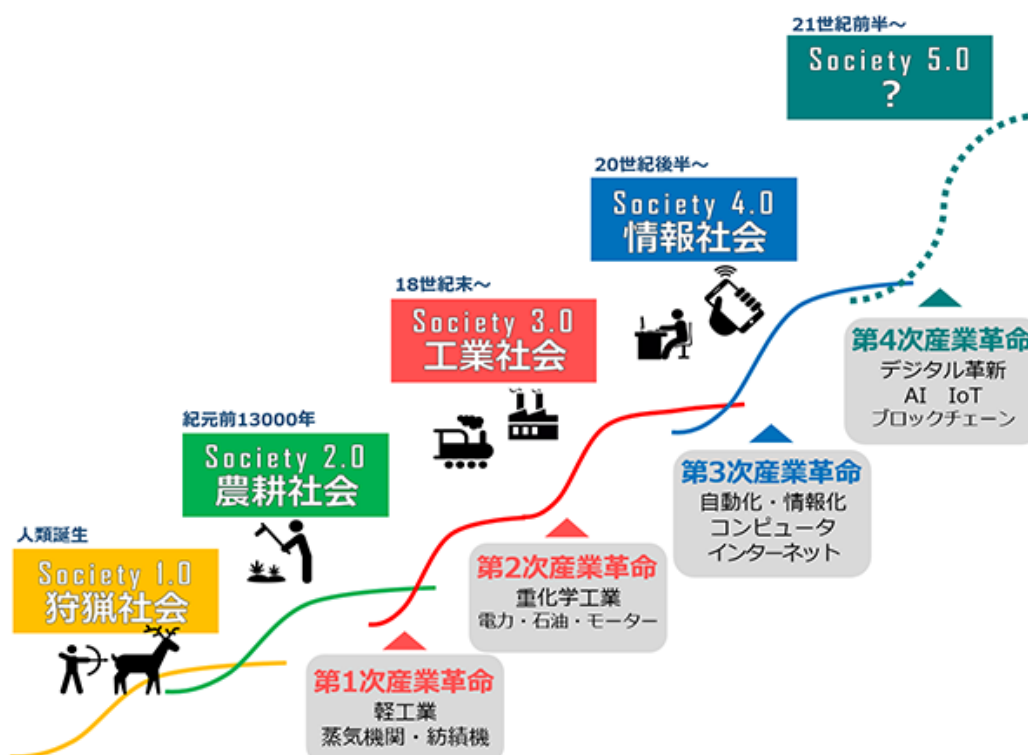 21世紀前半～
Society 5.0
?
20世紀後半～
Society 4.0
情報社会
18世紀末～
Society 3.0
工業社会
紀元前13000年
Society 2.0
農耕社会
人類誕生
Society 1.0
狩猟社会
第1次産業革命
軽工業
蒸気機関・紡績機
第2次産業革命
重化学工業
電力・石油・モーター
第3次産業革命
自動化・情報化
コンピュータ
インターネット
第4次産業革命
デジタル革新
AI IoT
ブロックチェーン